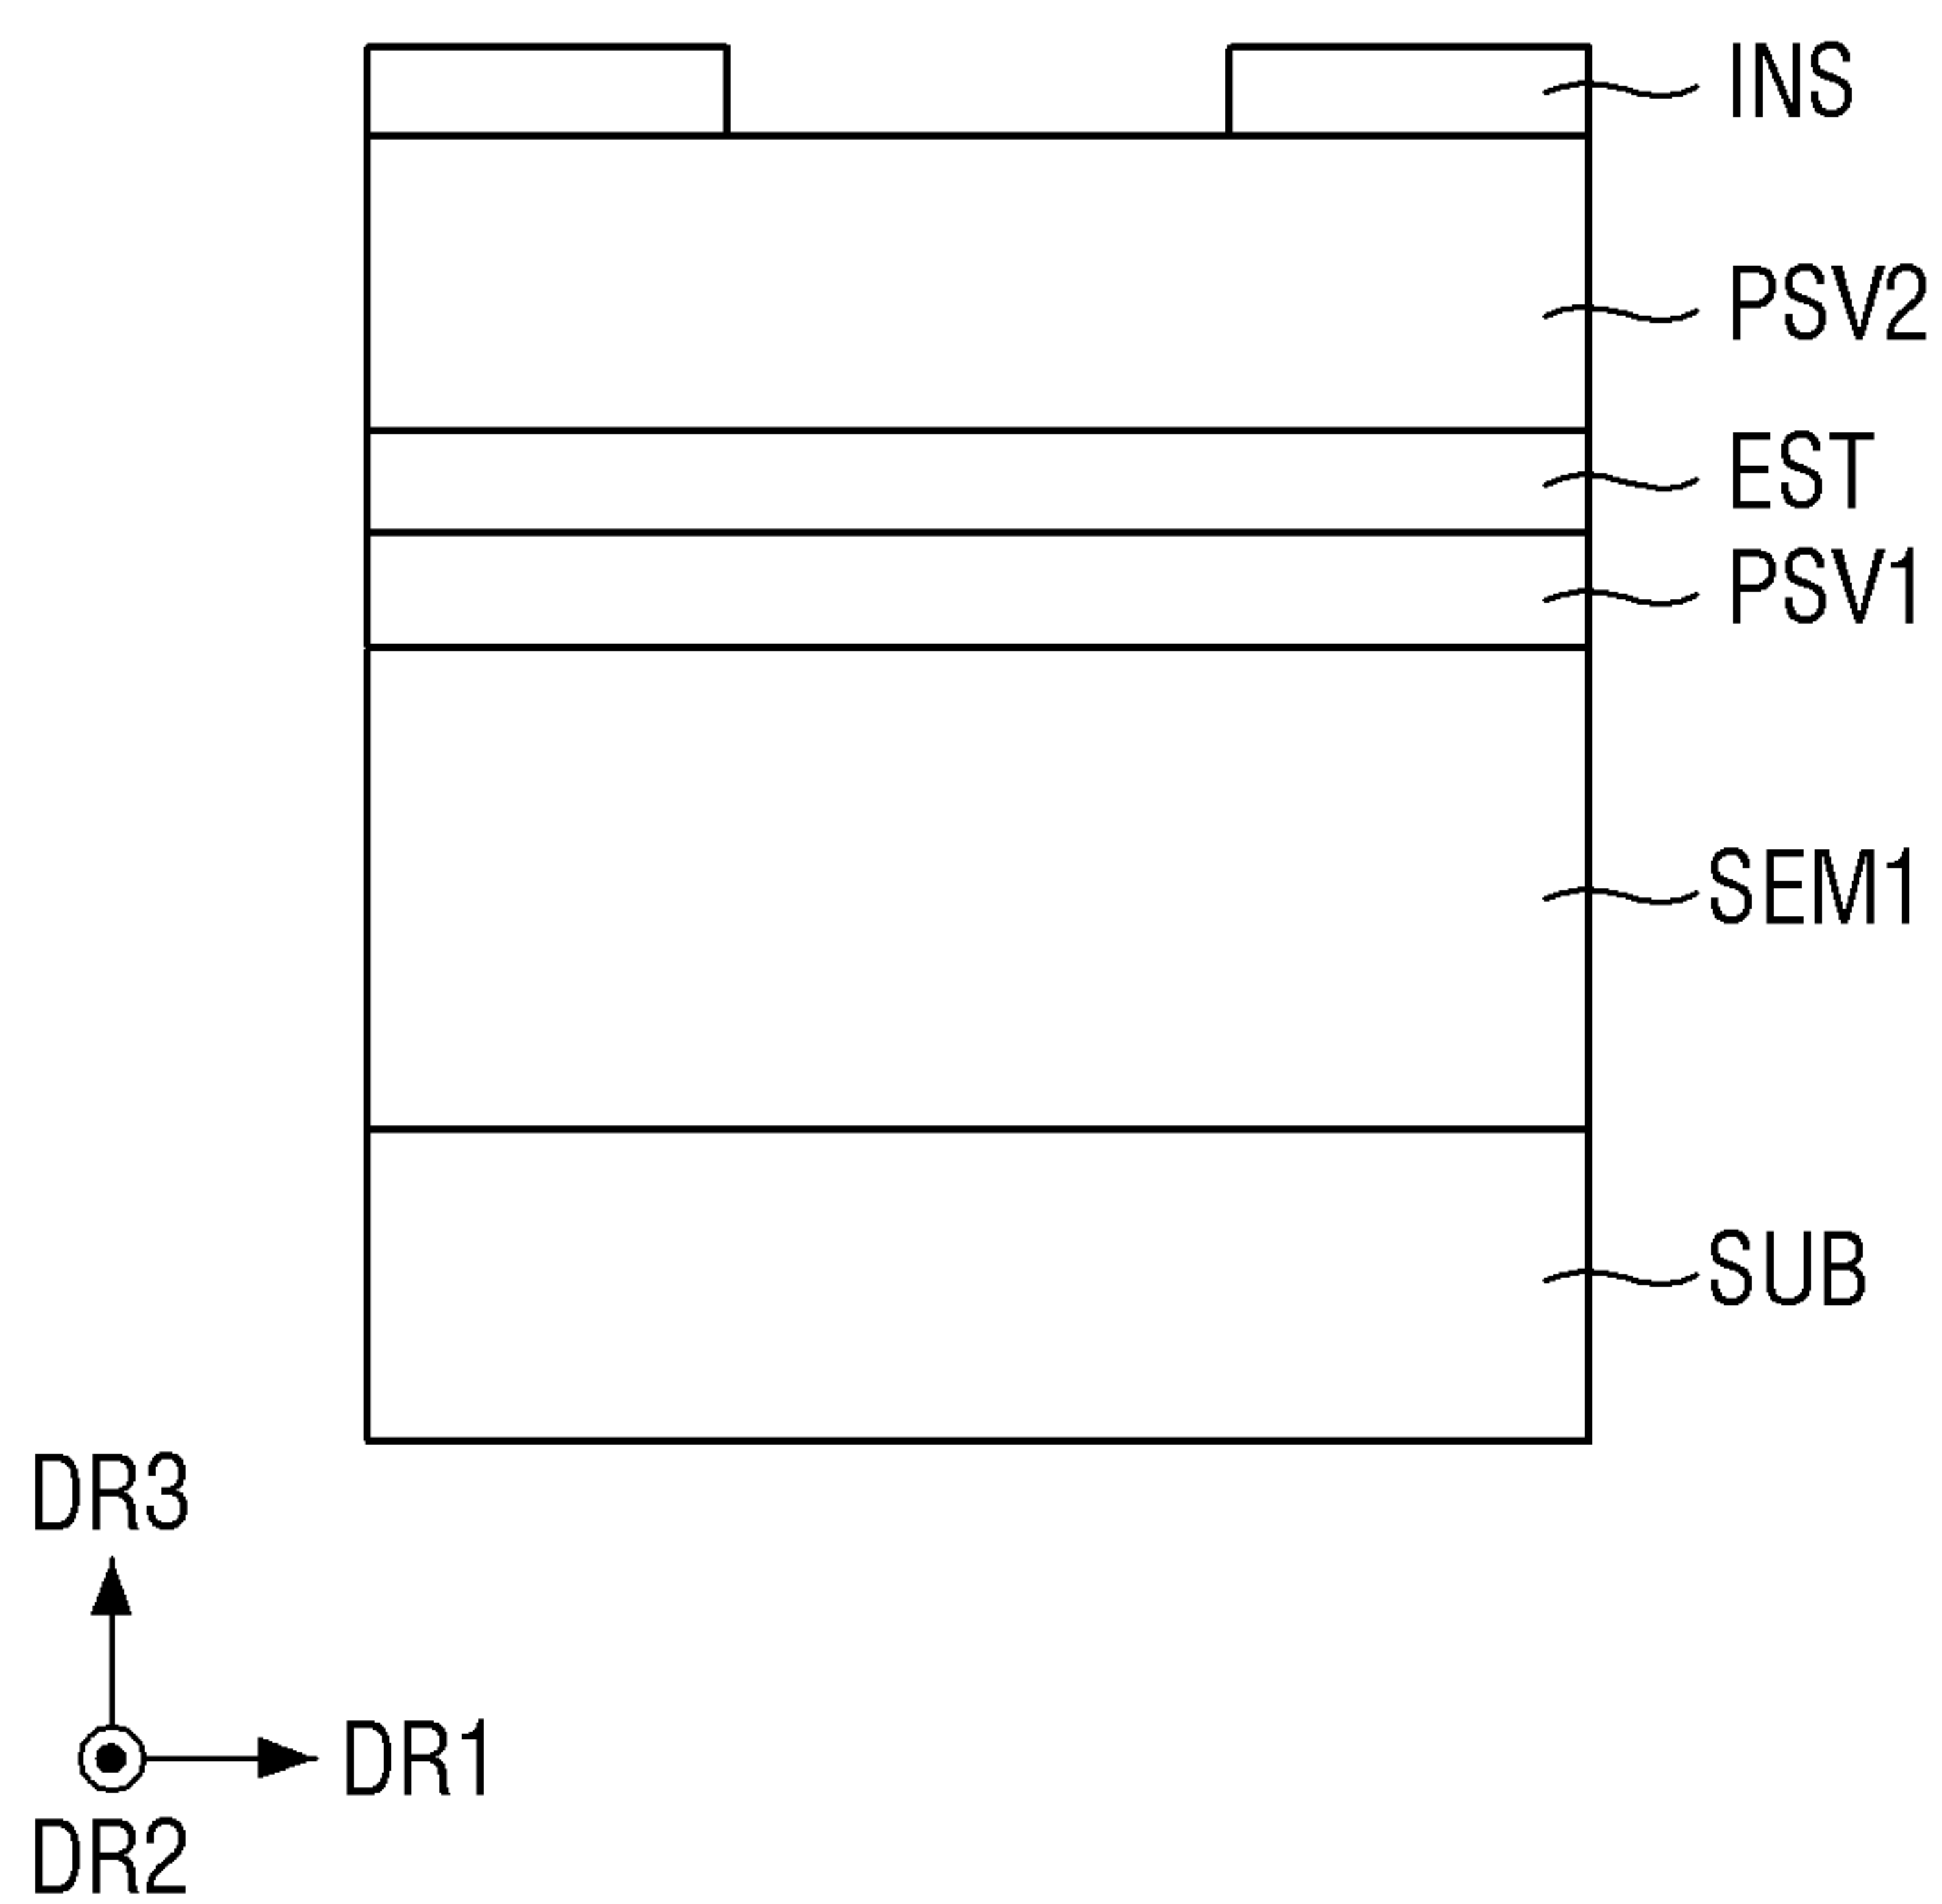 INS
PSV2
EST
PSV1
SEM1
SUB
DR3
DR1
DR2